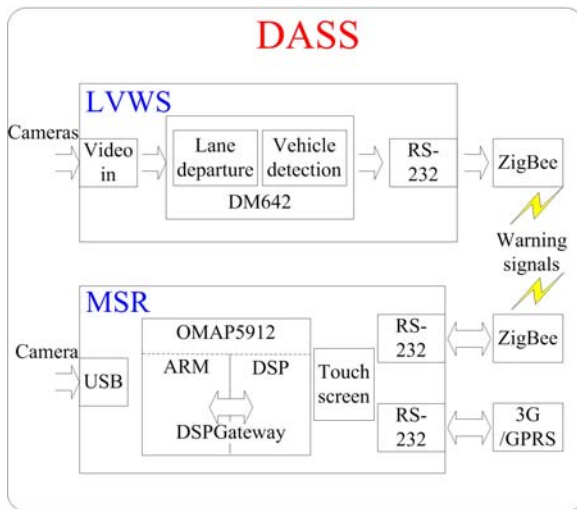 DASS
LVWS
Cameras
Video
in
Lane
departure
Vehicle
detection
DM642
RS-
232
ZigBee
Warning
signals
MSR
Camera
USB
OMAP5912
ARM
DSP
DSPGateway
Touch
screen
RS-
232
ZigBee
RS-
232
3G
/GPRS